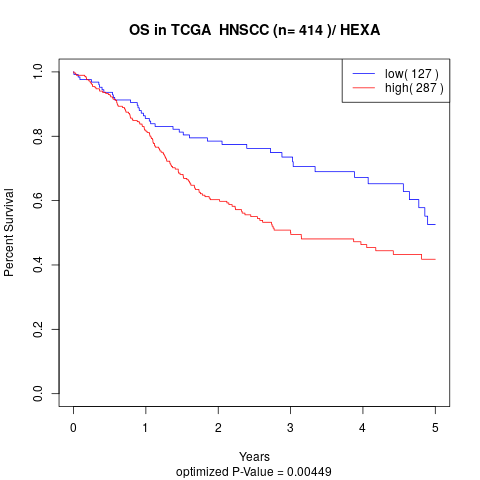 OS in TCGA  HNSCC (n= 414 )/ HEXA
low( 127 )
high( 287 )
Percent Survival
1.0
0.8
0.6
0.4
0.2
0.0
0 1 2 3 4 5
Years
optimized P-Value = 0.00449